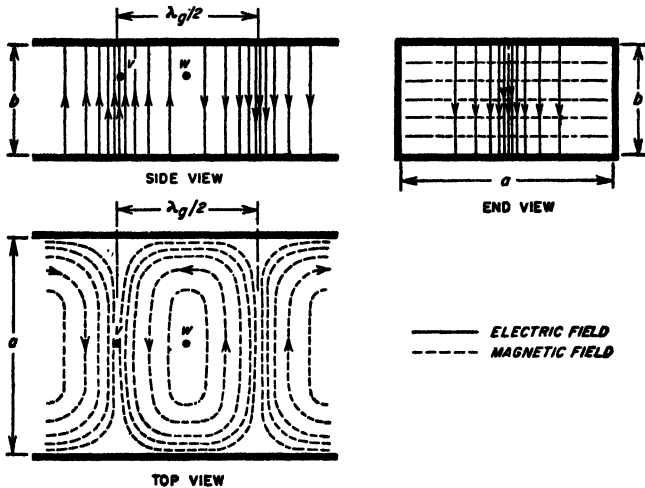 λg/2
b
v
w
SIDE VIEW
b
a
END VIEW
λg/2
a
v
w
TOP VIEW
ELECTRIC FIELD
MAGNETIC FIELD